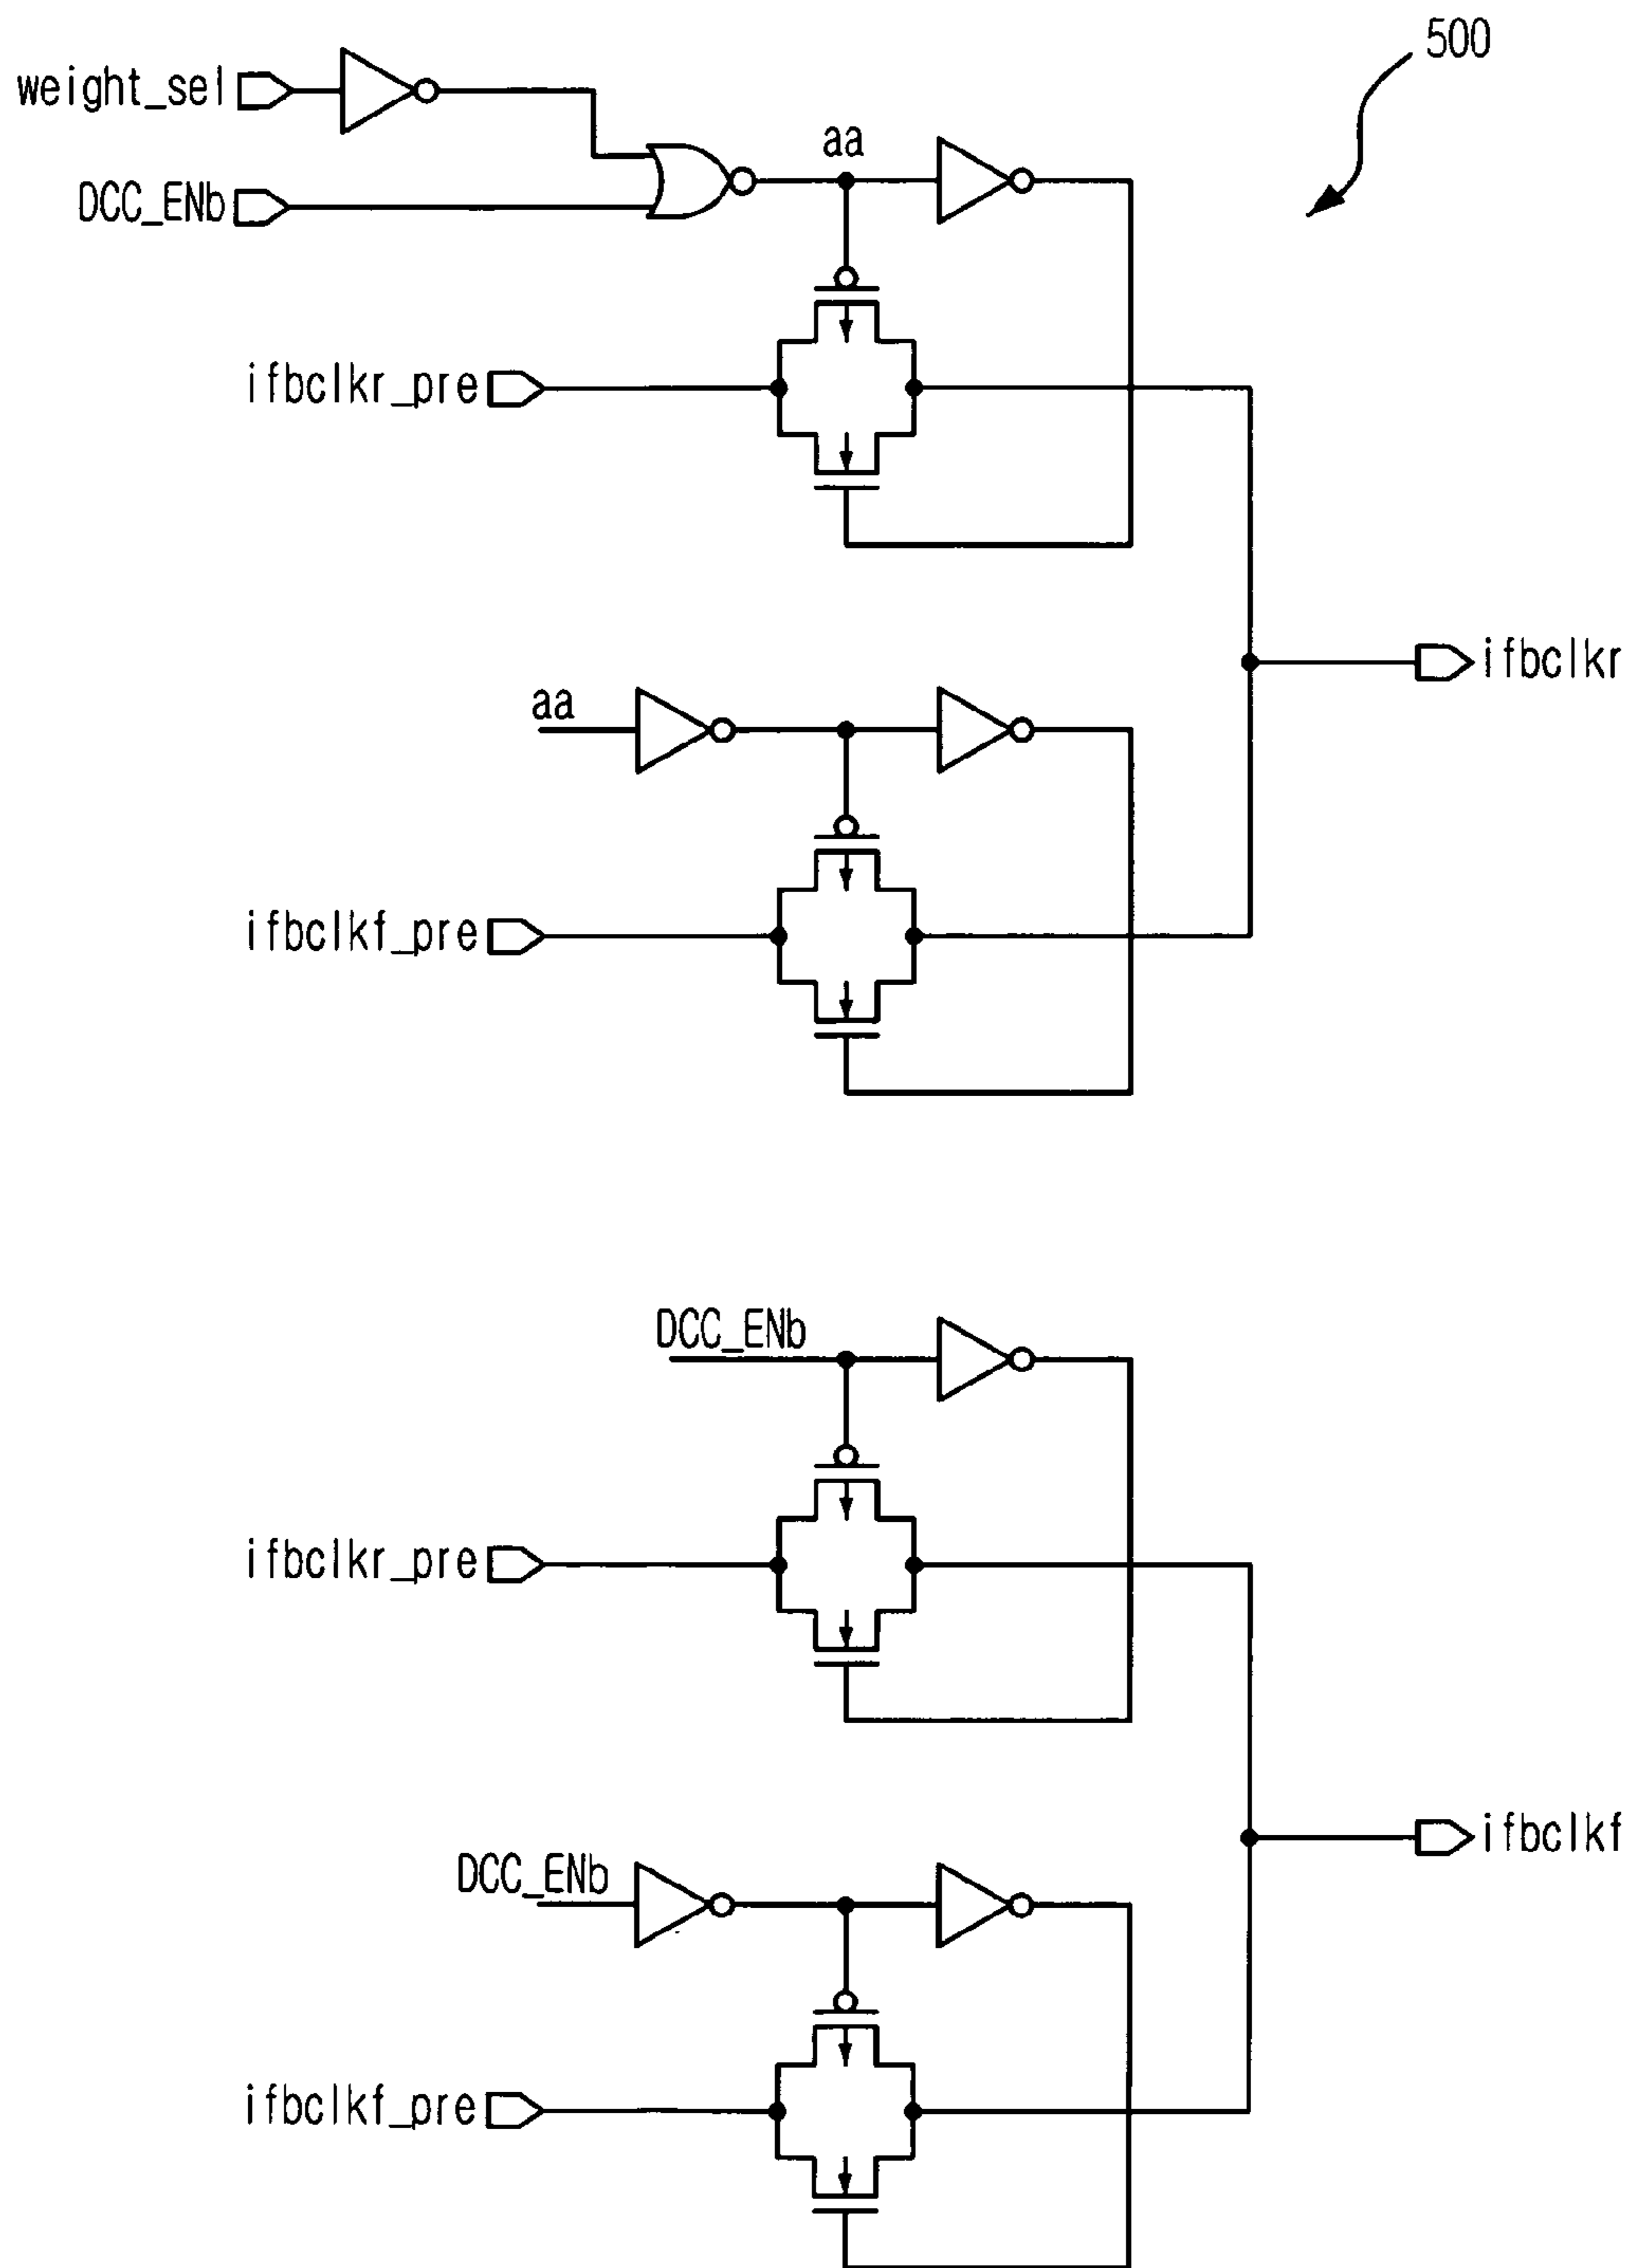 500
weight_sel
aa
DCC_ENb
ifbclkr_pre
ifbclkr
aa
ifbclkf_pre
DCC_ENb
ifbclkr_pre
ifbclkf
DCC_ENb
ifbclkf_pre